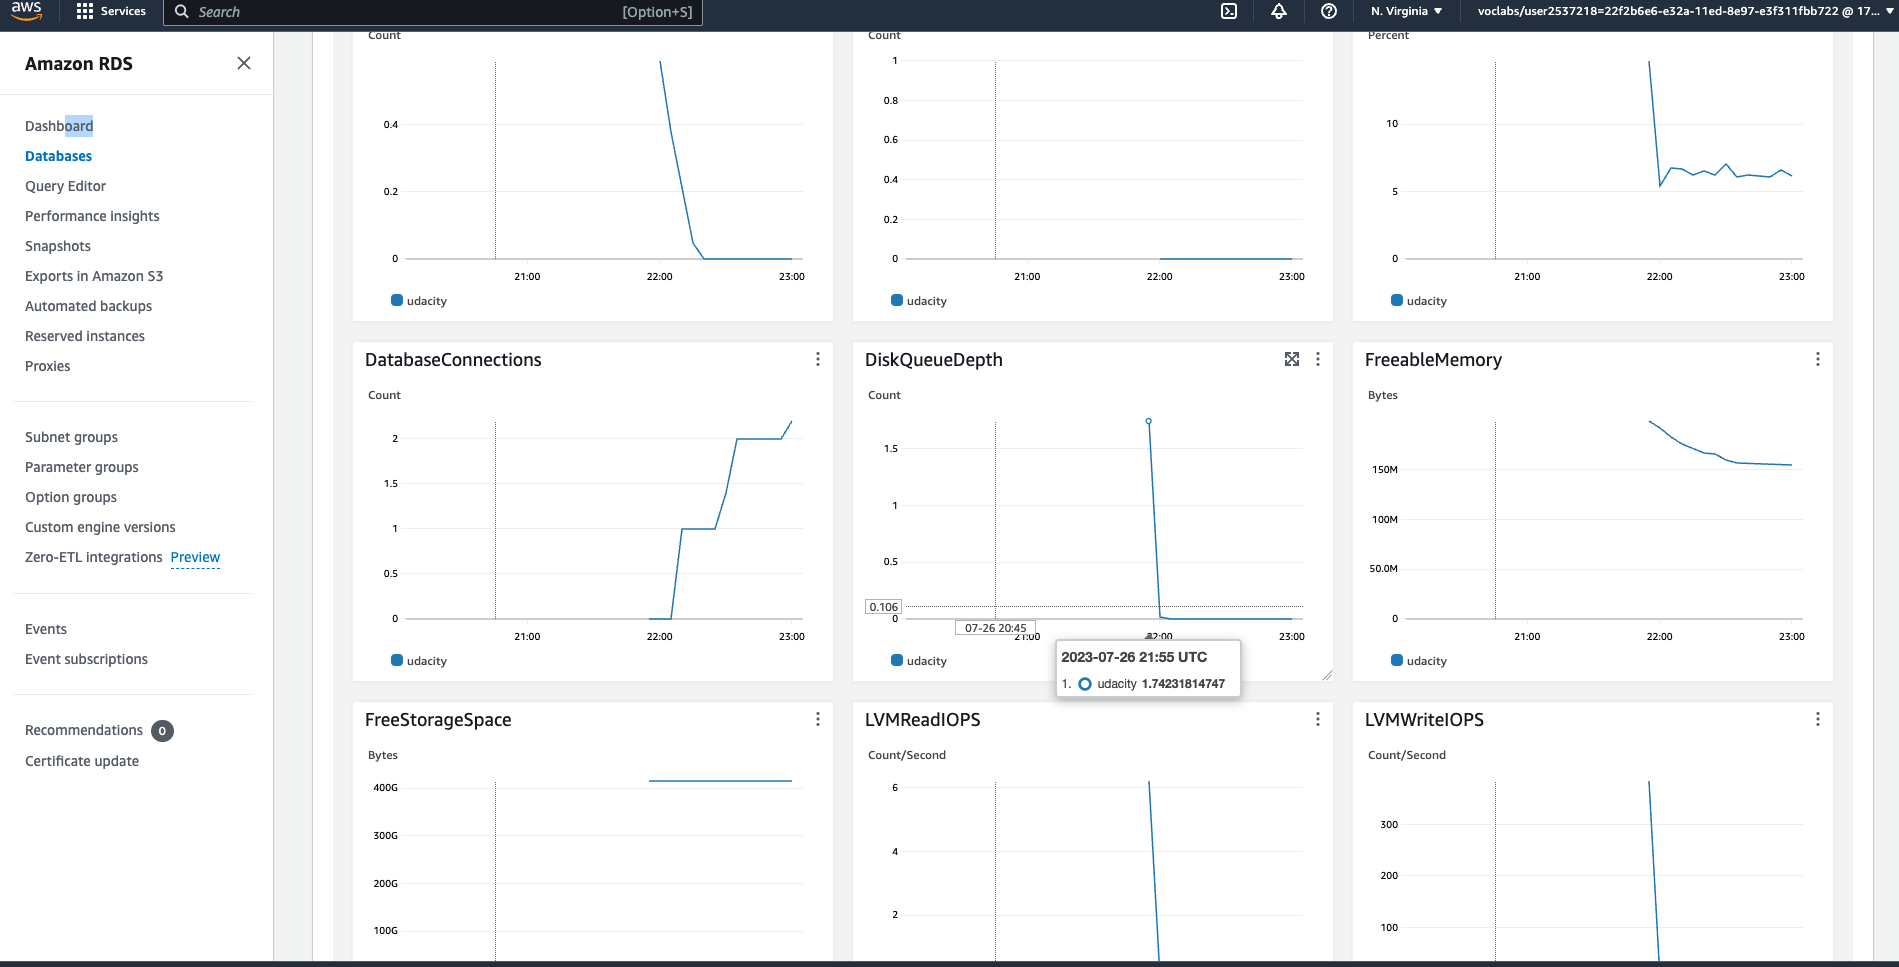 aws
Services
Search
[Option+S]
N. Virginia
voclabs/user2537218=22f2b6e6-e32a-11ed-8e97-e3f311fbb722 @ 17...
Amazon RDS
Dashboard
Databases
Query Editor
Performance insights
Snapshots
Exports in Amazon S3
Automated backups
Reserved instances
Proxies
Subnet groups
Parameter groups
Option groups
Custom engine versions
Zero-ETL integrations Preview
Events
Event subscriptions
Recommendations 0
Certificate update
Count
0.4
0.2
0
21:00 22:00 23:00
udacity
Count
1
0.8
0.6
0.4
0.2
0
21:00 22:00 23:00
udacity
Percent
10
5
0
21:00 22:00 23:00
udacity
DatabaseConnections
Count
2
1.5
1
0.5
0
21:00 22:00 23:00
udacity
DiskQueueDepth
Count
1.5
1
0.5
0.106
0
07-26 20:45
21:00 22:00 23:00
udacity
2023-07-26 21:55 UTC
1. udacity 1.74231814747
FreeableMemory
Bytes
150M
100M
50.0M
0
21:00 22:00 23:00
udacity
FreeStorageSpace
Bytes
400G
300G
200G
100G
LVMReadIOPS
Count/Second
6
4
2
LVMWriteIOPS
Count/Second
300
200
100